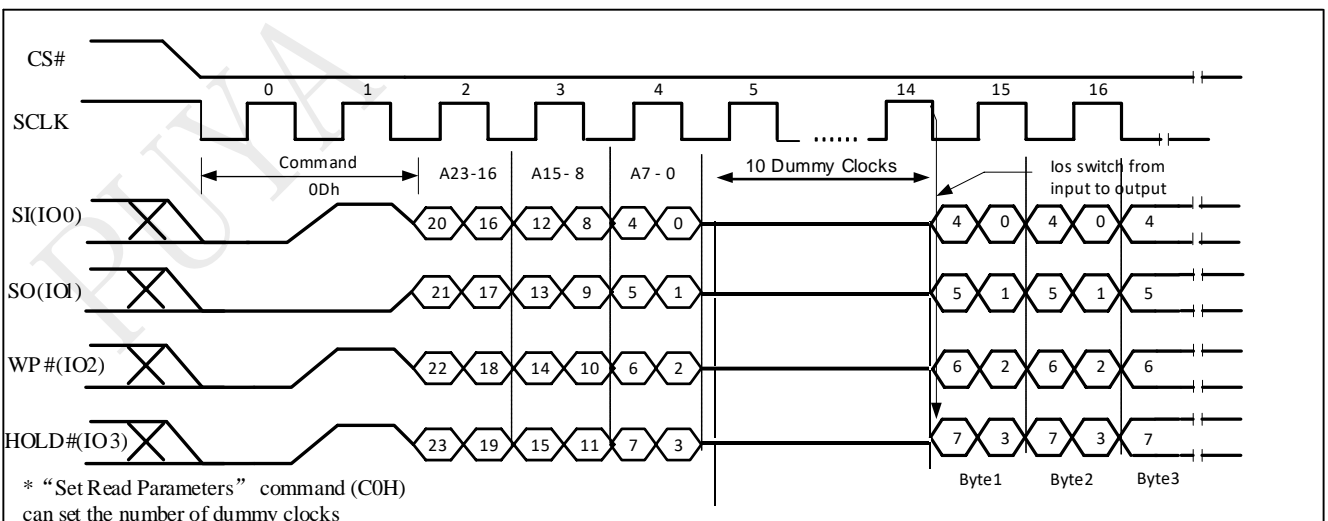 PUYA
CS#
0 1 2 3 4 5 14 15 16
SCLK
......
Command A23-16 A15-8 A7-0 10 Dummy Clocks Ios switch from
0Dh input to output
SI(IO0) 20 16 12 8 4 0 4 0 4 0 4
SO(IO1) 21 17 13 9 5 1 5 1 5 1 5
WP#(IO2) 22 18 14 10 6 2 6 2 6 2 6
HOLD#(IO3) 23 19 15 11 7 3 7 3 7 3 7
Byte1 Byte2 Byte3
* “Set Read Parameters” command (C0H)
can set the number of dummy clocks